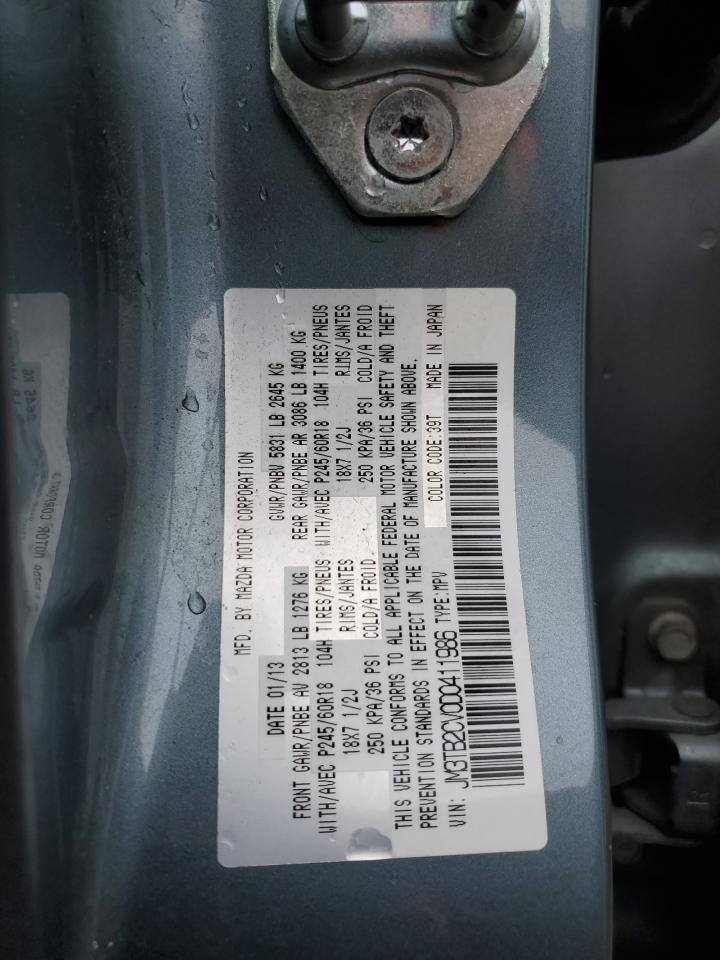 MFD. BY MAZDA MOTOR CORPORATION
DATE 01/13 GVWR/PNBV 5831 LB 2645 KG
FRONT GAWR/PNBE AV 2813 LB 1276 KG REAR GAWR/PNBE AR 3086 LB 1400 KG
WITH/AVEC P245/60R18 104H TIRES/PNEUS WITH/AVEC P245/60R18 104H TIRES/PNEUS
18X7 1/2J RIMS/JANTES 18X7 1/2J RIMS/JANTES
250 KPA/36 PSI COLD/A FROID 250 KPA/36 PSI COLD/A FROID
THIS VEHICLE CONFORMS TO ALL APPLICABLE FEDERAL MOTOR VEHICLE SAFETY AND THEFT
PREVENTION STANDARDS IN EFFECT ON THE DATE OF MANUFACTURE SHOWN ABOVE.
VIN: JM3TB2CV0D0411986 TYPE:MPV COLOR CODE:39T MADE IN JAPAN